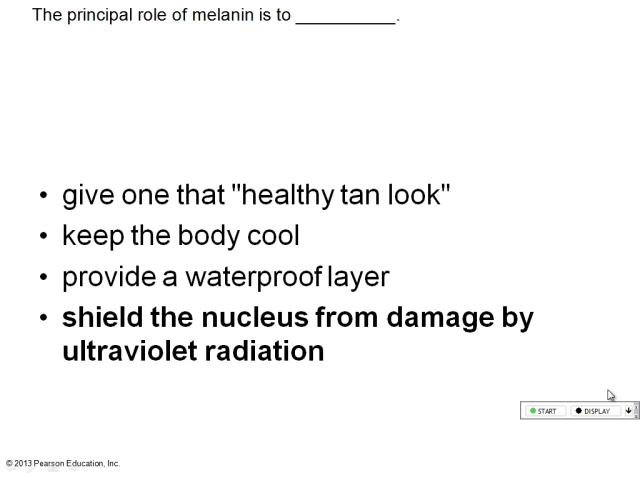 The principal role of melanin is to ___________.
• give one that "healthy tan look"
• keep the body cool
• provide a waterproof layer
• shield the nucleus from damage by
ultraviolet radiation
START DISPLAY
© 2013 Pearson Education, Inc.